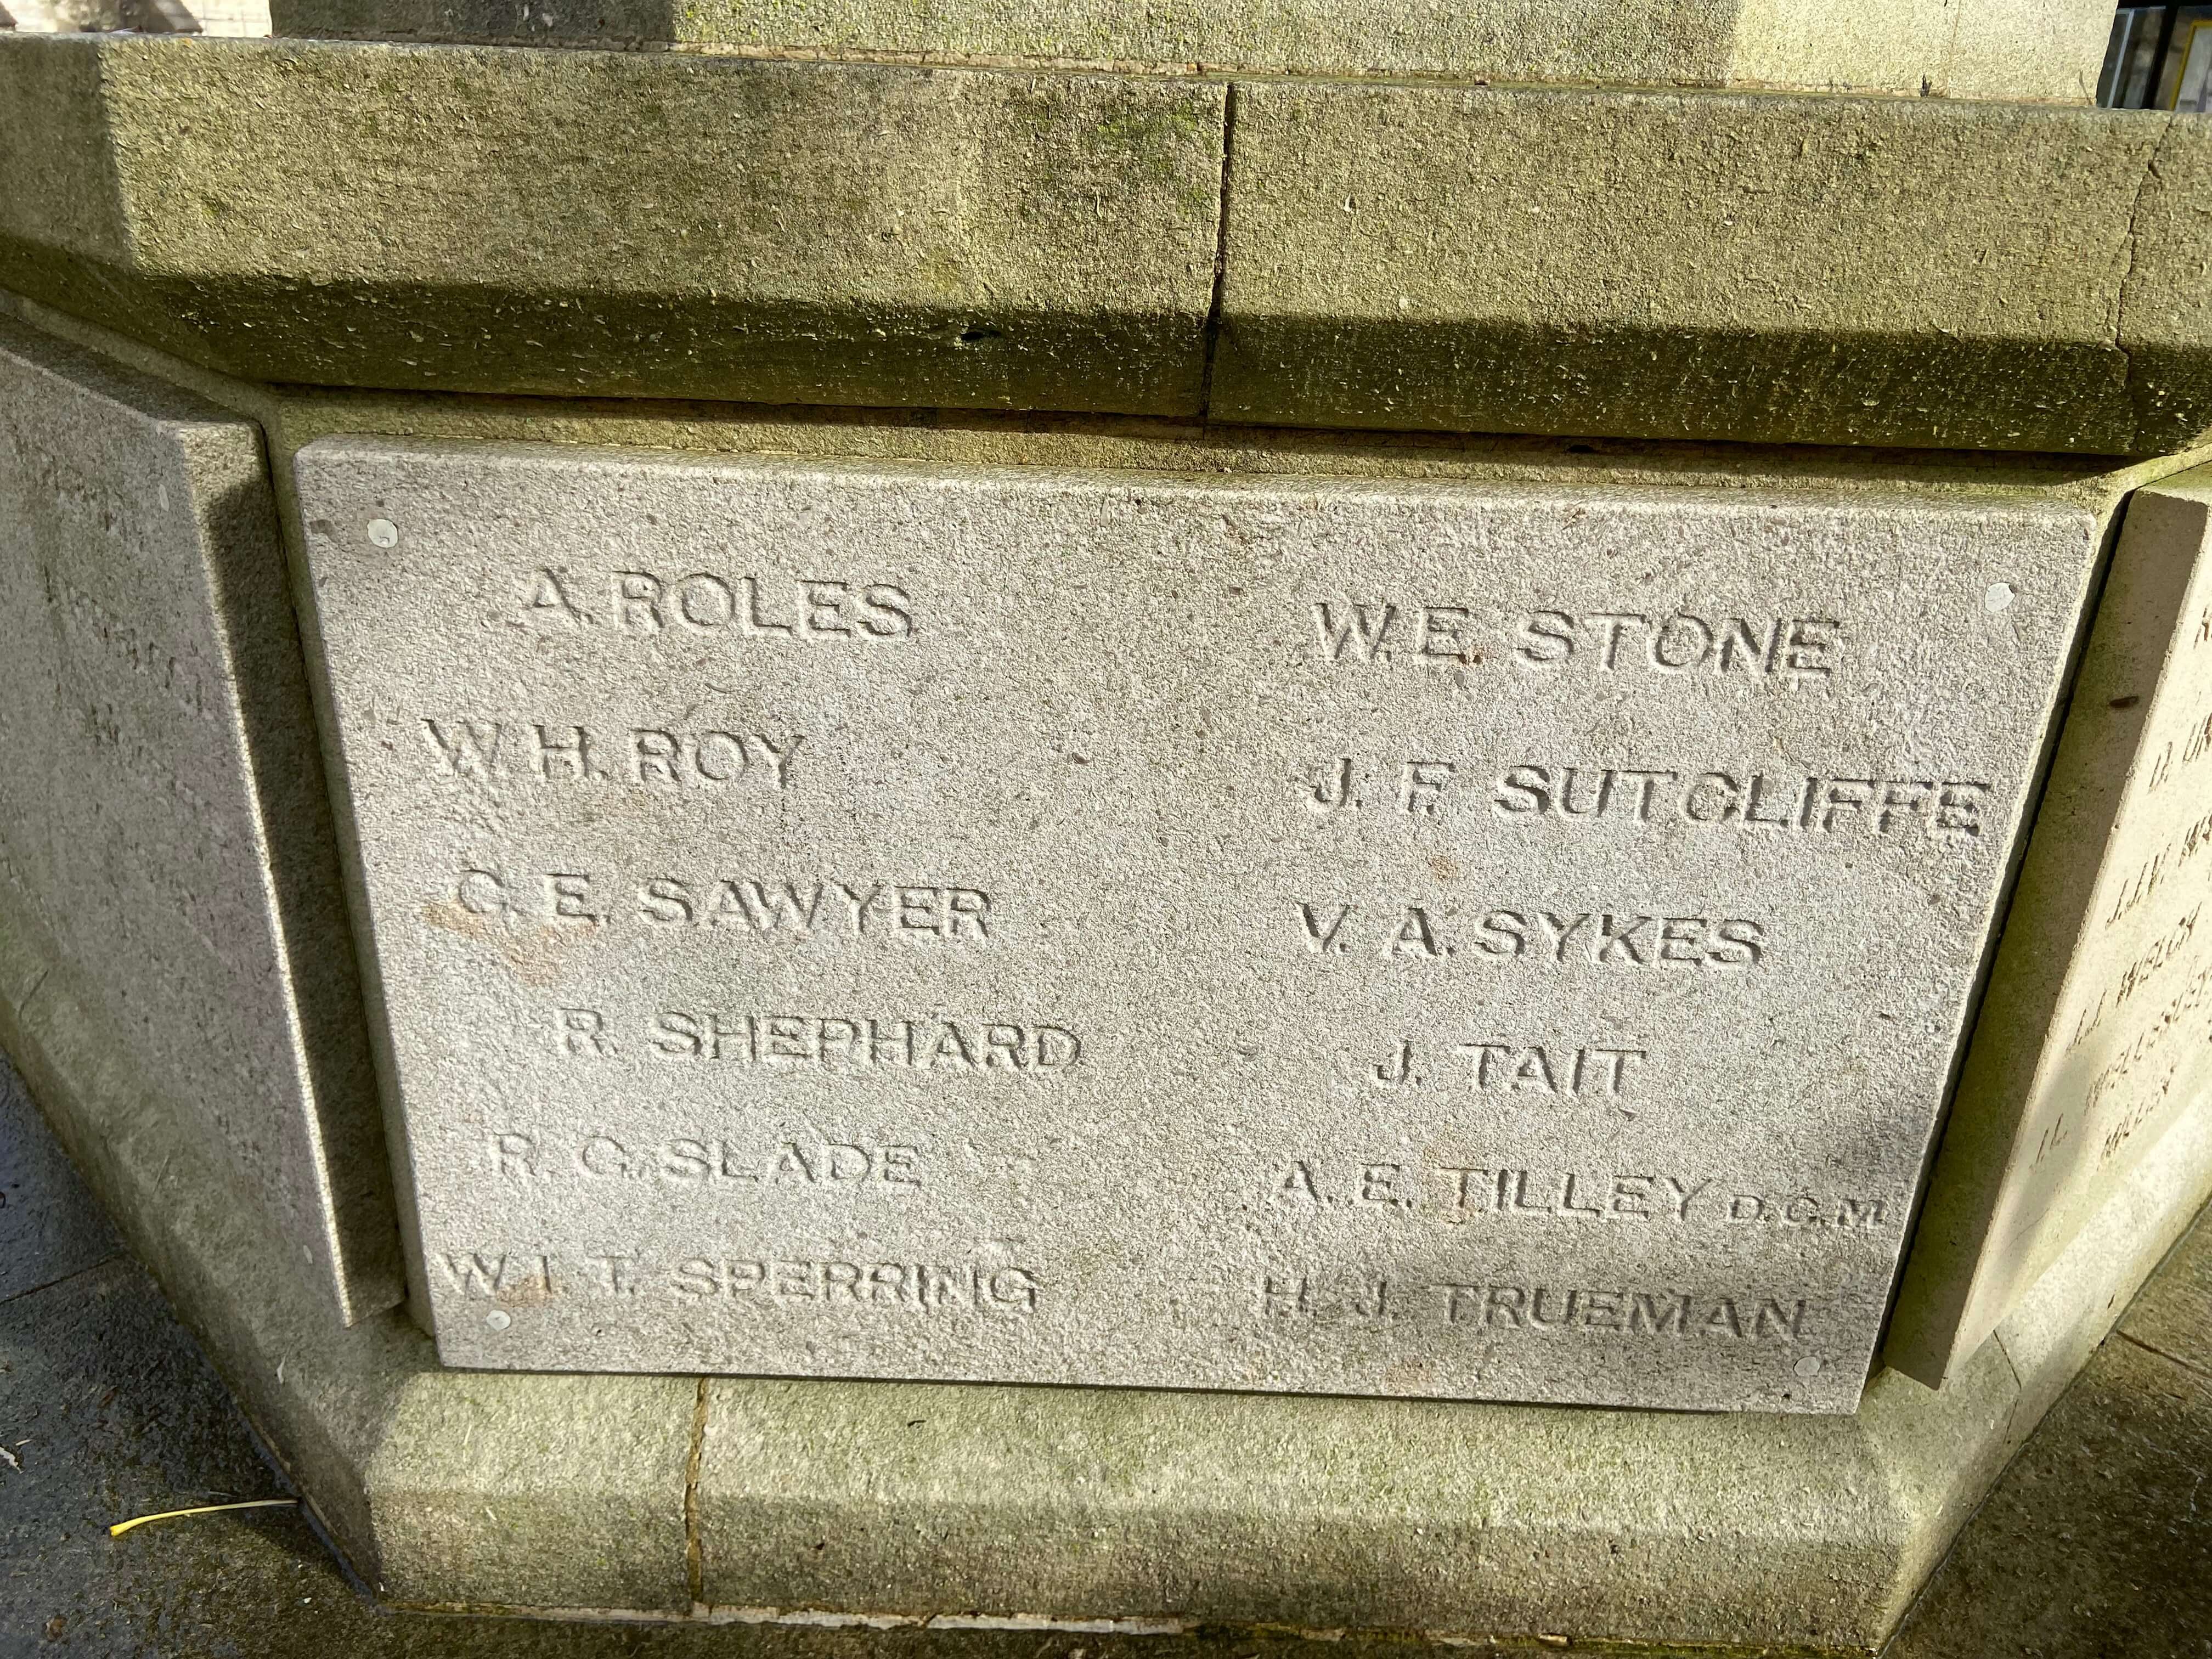 A. ROLES
W. H. ROY
C. E. SAWYER
R. SHEPHARD
R. G. SLADE
W. I. T. SPERRING
W. E. STONE
J. F. SUTCLIFFE
V. A. SYKES
J. TAIT
A. E. TILLEY D.C.M
H. J. TRUEMAN